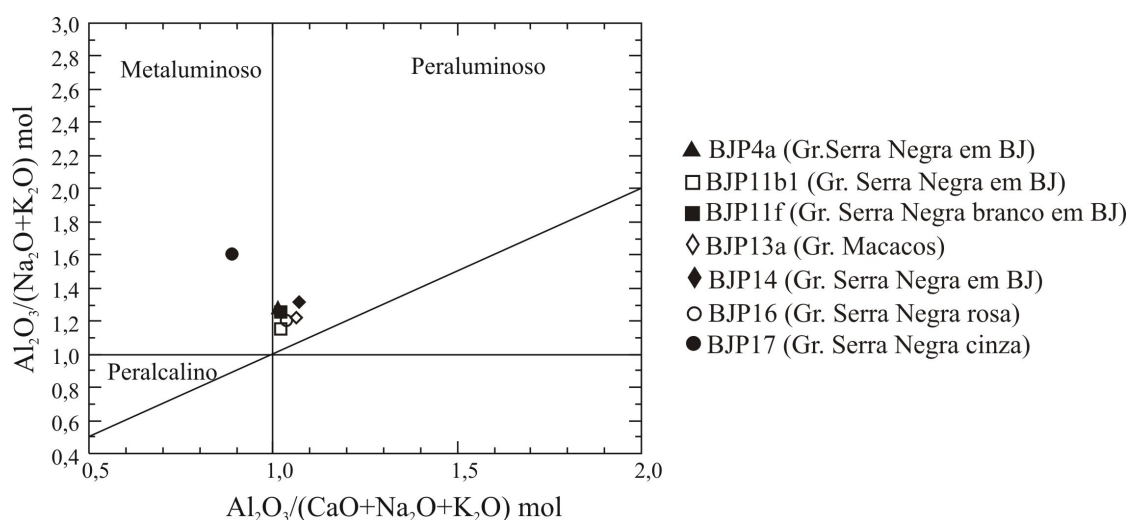 3,0
2,8
2,6
2,4
2,2
2,0
1,8
1,6
1,4
1,2
1,0
0,8
0,6
0,4
Al₂O₃/(Na₂O+K₂O) mol
Metaluminoso
Peraluminoso
Peralcalino
0,5
1,0
1,5
2,0
Al₂O₃/(CaO+Na₂O+K₂O) mol
BJP4a (Gr.Serra Negra em BJ)
BJP11b1 (Gr. Serra Negra em BJ)
BJP11f (Gr. Serra Negra branco em BJ)
BJP13a (Gr. Macacos)
BJP14 (Gr. Serra Negra em BJ)
BJP16 (Gr. Serra Negra rosa)
BJP17 (Gr. Serra Negra cinza)